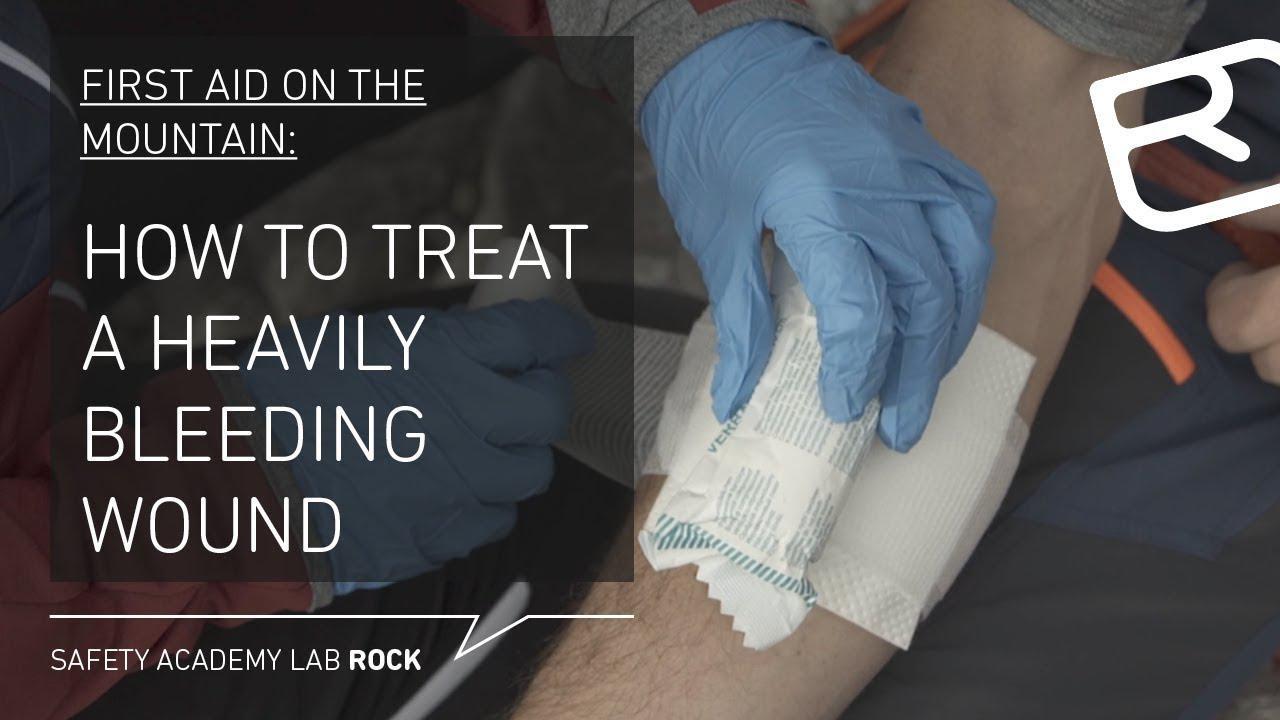 FIRST AID ON THE
MOUNTAIN:
HOW TO TREAT
A HEAVILY
BLEEDING
WOUND
SAFETY ACADEMY LAB ROCK